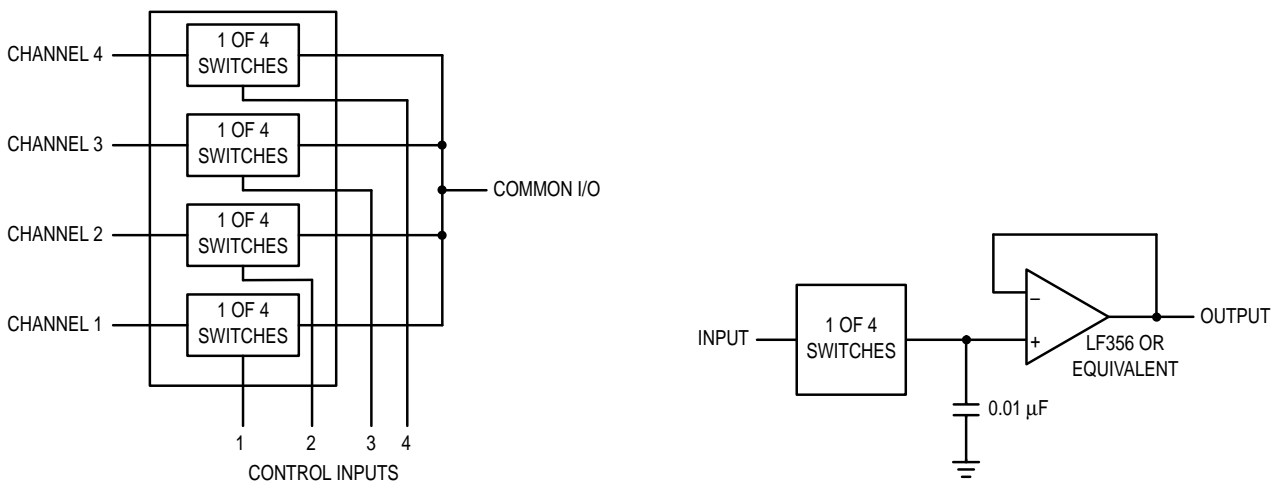 CHANNEL 4
1 OF 4
SWITCHES
CHANNEL 3
1 OF 4
SWITCHES
COMMON I/O
CHANNEL 2
1 OF 4
SWITCHES
CHANNEL 1
1 OF 4
SWITCHES
1 2 3 4
CONTROL INPUTS
INPUT
1 OF 4
SWITCHES
–
+
OUTPUT
LF356 OR
EQUIVALENT
0.01 μF